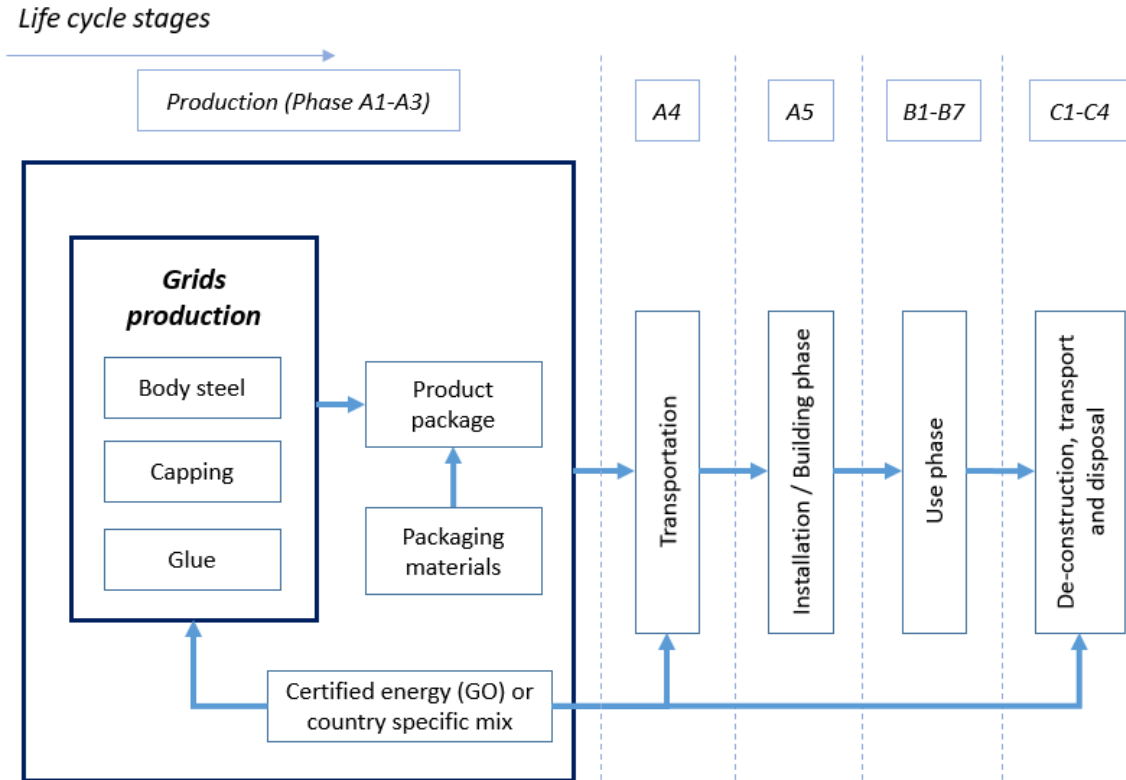 Life cycle stages
Production (Phase A1-A3)
A4
A5
B1-B7
C1-C4
Grids
production
Body steel
Capping
Glue
Product
package
Packaging
materials
Certified energy (GO) or
country specific mix
Transportation
Installation / Building phase
Use phase
De-construction, transport
and disposal